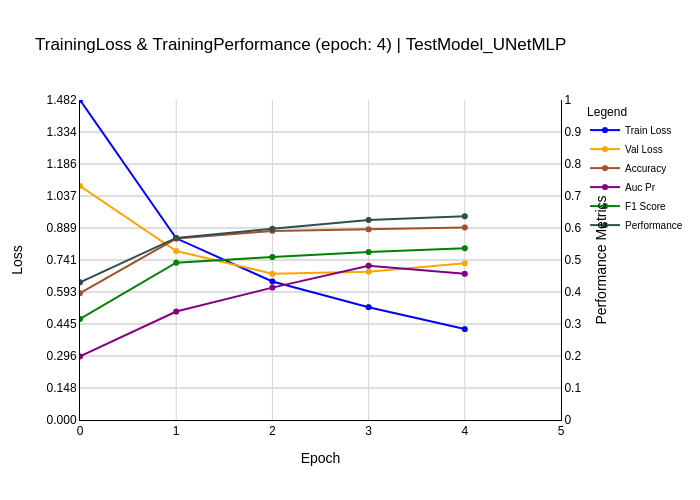 TrainingLoss & TrainingPerformance (epoch: 4) | TestModel_UNetMLP
1.482
1.334
1.186
1.037
0.889
0.741
0.593
0.445
0.296
0.148
0.000
Loss
0
1
2
3
4
5
Epoch
1
0.9
0.8
0.7
0.6
0.5
0.4
0.3
0.2
0.1
0
Performance Metrics
Legend
Train Loss
Val Loss
Accuracy
Auc Pr
F1 Score
Performance